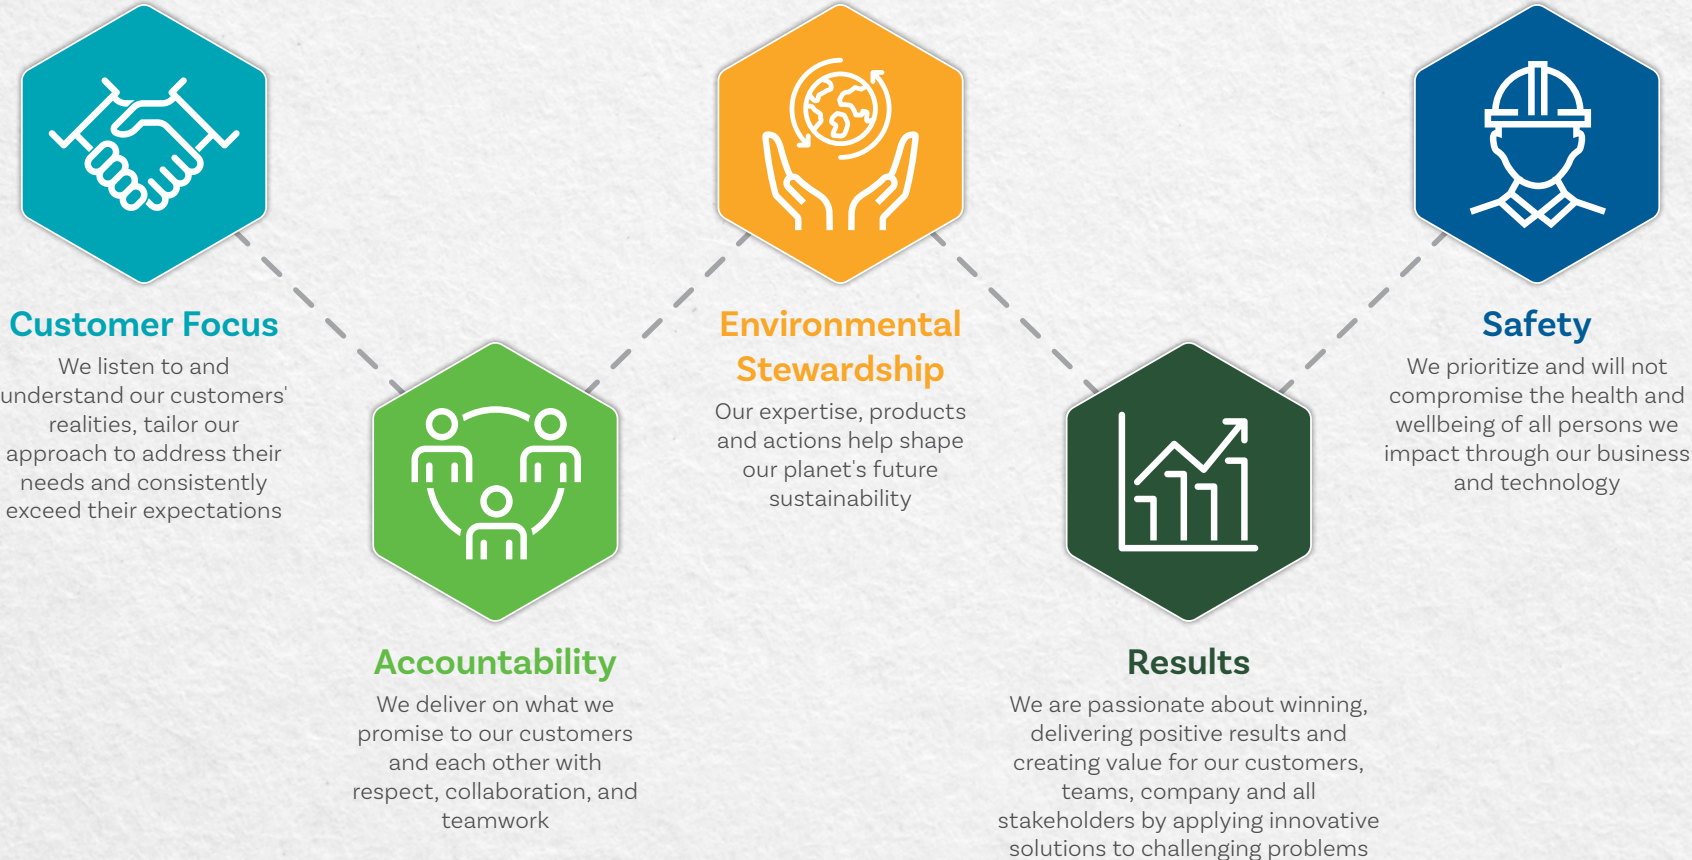 Customer Focus
We listen to and
understand our customers'
realities, tailor our
approach to address their
needs and consistently
exceed their expectations
Accountability
We deliver on what we
promise to our customers
and each other with
respect, collaboration, and
teamwork
Environmental
Stewardship
Our expertise, products
and actions help shape
our planet's future
sustainability
Results
We are passionate about winning,
delivering positive results and
creating value for our customers,
teams, company and all
stakeholders by applying innovative
solutions to challenging problems
Safety
We prioritize and will not
compromise the health and
wellbeing of all persons we
impact through our business
and technology